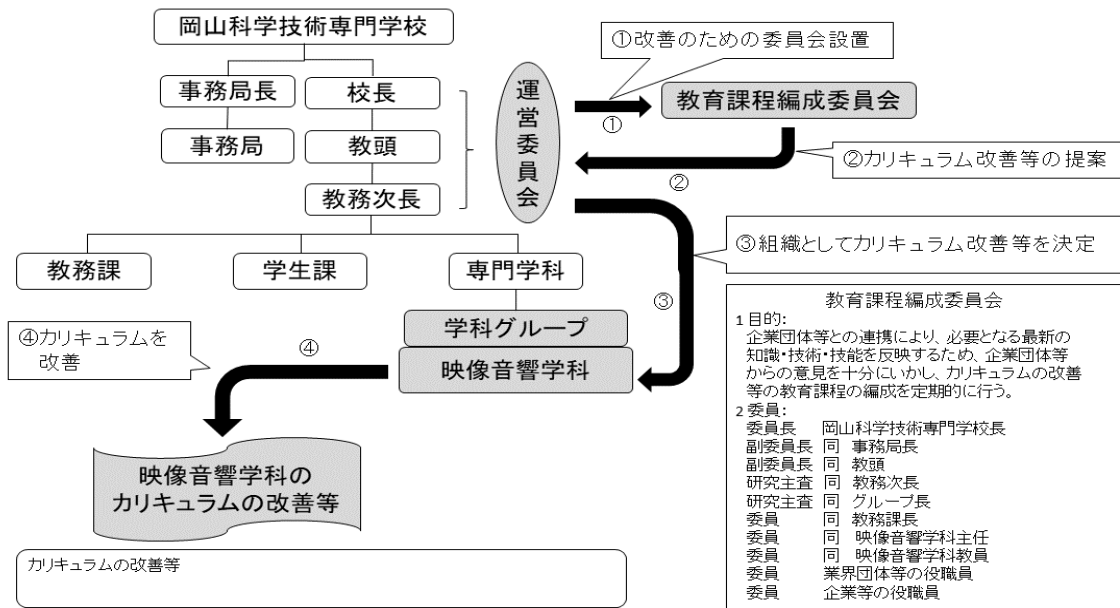 岡山科学技術専門学校
①改善のための委員会設置
事務局長
校長
運営委員会
①
教育課程編成委員会
事務局
教頭
②
②カリキュラム改善等の提案
教務次長
③組織としてカリキュラム改善等を決定
教務課
学生課
専門学科
③
学科グループ
映像音響学科
④カリキュラムを
改善
④
映像音響学科の
カリキュラムの改善等
カリキュラムの改善等
教育課程編成委員会
1 目的:
企業団体等との連携により、必要となる最新の
知識・技術・技能を反映するため、企業団体等
からの意見を十分にいかし、カリキュラムの改善
等の教育課程の編成を定期的に行う。
2 委員:
委員長 岡山科学技術専門学校長
副委員長 同 事務局長
副委員長 同 教頭
研究主査 同 教務次長
研究主査 同 グループ長
委員 同 教務課長
委員 同 映像音響学科主任
委員 同 映像音響学科教員
委員 業界団体等の役職員
委員 企業等の役職員